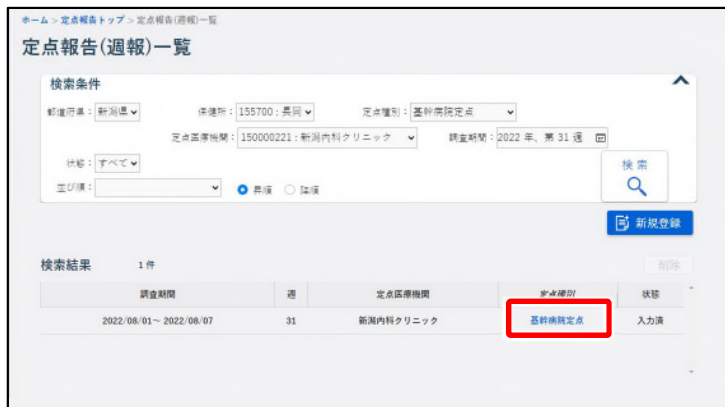 ホーム > 定点報告トップ > 定点報告(週報)一覧
定点報告(週報)一覧
検索条件
都道府県：新潟県 保健所：155700：長岡 定点種別：基幹病院定点
定点医療機関：150000221：新潟内科クリニック 調査期間：2022 年、第 31 週
状態：すべて
検索
並び順： 昇順 降順
新規登録
検索結果 1 件 削除
調査期間 週 定点医療機関 定点種別 状態
2022/08/01～ 2022/08/07 31 新潟内科クリニック 基幹病院定点 入力済